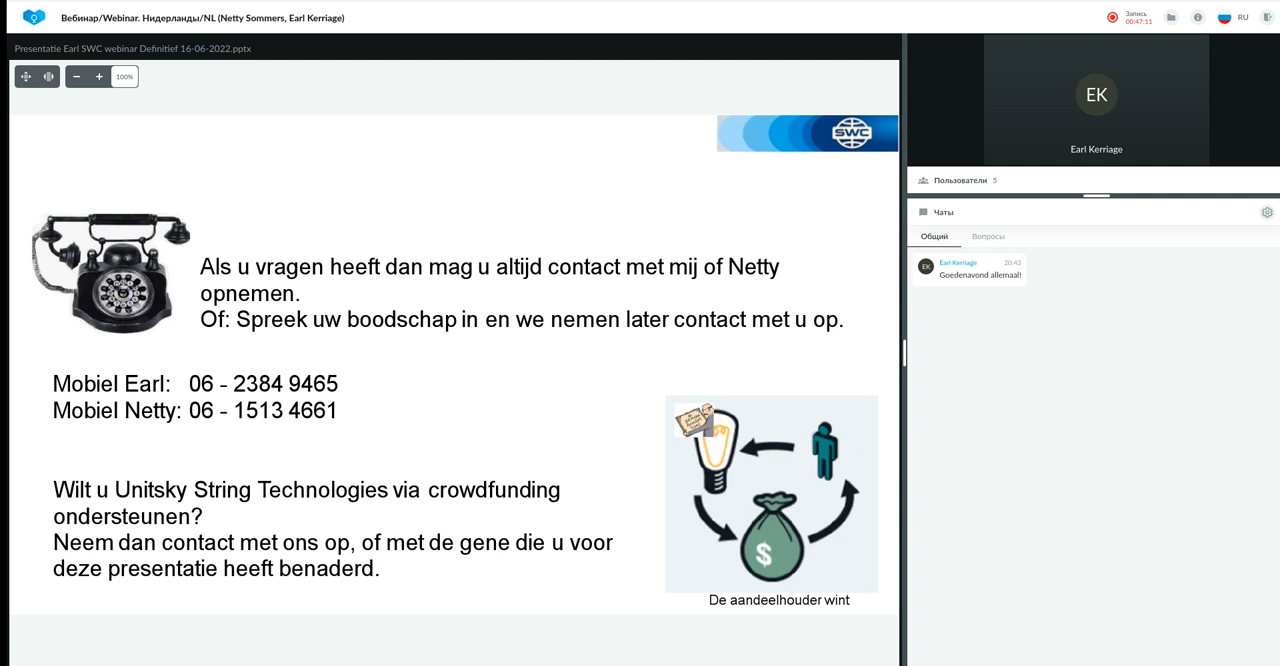 Вебинар/Webinar. Нидерланды/NL (Netty Sommers, Earl Kerriage)
Запись
00:47:11
RU
Presentatie Earl SWC webinar Definitief 16-06-2022.pptx
100%
SWC
Als u vragen heeft dan mag u altijd contact met mij of Netty
opnemen.
Of: Spreek uw boodschap in en we nemen later contact met u op.
Mobiel Earl: 06 - 2384 9465
Mobiel Netty: 06 - 1513 4661
Wilt u Unitsky String Technologies via crowdfunding
ondersteunen?
Neem dan contact met ons op, of met de gene die u voor
deze presentatie heeft benaderd.
$
De aandeelhouder wint
EK
Earl Kerriage
Пользователи 5
Чаты
Общий Вопросы
EK
Earl Kerriage 20:43
Goedenavond allemaal!